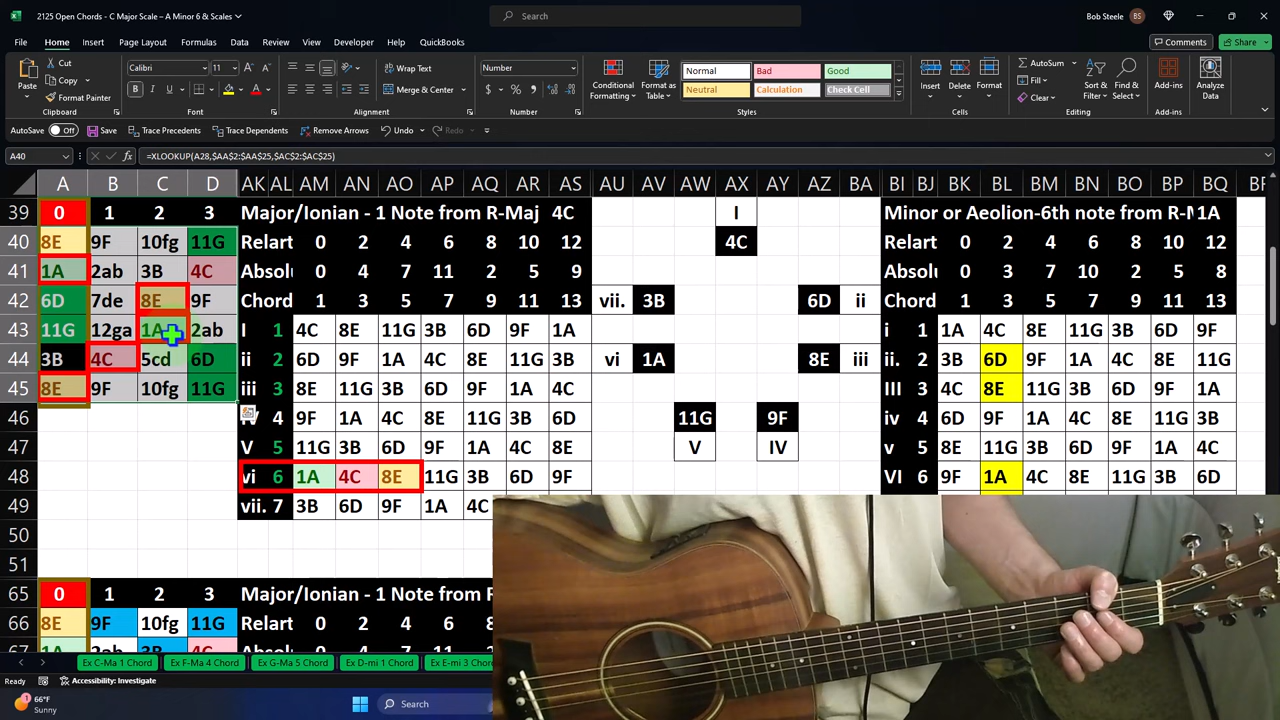 2125 Open Chords - C Major Scale – A Minor 6 & Scales
Search
Bob Steele BS
File Home Insert Page Layout Formulas Data Review View Developer Help QuickBooks
Comments Share
Paste Cut Copy Format Painter Clipboard
Calibri 11 Font
Wrap Text Merge & Center Alignment
Number Number
Conditional Formatting Format as Table
Normal Bad Good
Neutral Calculation Check Cell
Styles
Insert Delete Format Cells
AutoSum Fill Clear Sort & Filter Find & Select Editing
Add-ins Add-ins Analyze Data
AutoSave Off Save Trace Precedents Trace Dependents Remove Arrows Undo Redo
A40 fx =XLOOKUP(A28,$AA$2:$AA$25,$AC$2:$AC$25)
A B C D AK AL AM AN AO AP AQ AR AS AU AV AW AX AY AZ BA BI BJ BK BL BM BN BO BP BQ
39 0 1 2 3 Major/Ionian - 1 Note from R-Maj 4C I Minor or Aeolion-6th note from R-M 1A
40 8E 9F 10fg 11G Relart 0 2 4 6 8 10 12 4C Relart 0 2 4 6 8 10 12
41 1A 2ab 3B 4C Absolu 0 4 7 11 2 5 9 Absolu 0 3 7 10 2 5 8
42 6D 7de 8E 9F Chord 1 3 5 7 9 11 13 vii. 3B 6D ii Chord 1 3 5 7 9 11 13
43 11G 12ga 1A 2ab I 1 4C 8E 11G 3B 6D 9F 1A i 1 1A 4C 8E 11G 3B 6D 9F
44 3B 4C 5cd 6D ii 2 6D 9F 1A 4C 8E 11G 3B vi 1A 8E iii ii. 2 3B 6D 9F 1A 4C 8E 11G
45 8E 9F 10fg 11G iii 3 8E 11G 3B 6D 9F 1A 4C III 3 4C 8E 11G 3B 6D 9F 1A
46 4 9F 1A 4C 8E 11G 3B 6D 11G 9F iv 4 6D 9F 1A 4C 8E 11G 3B
47 V 5 11G 3B 6D 9F 1A 4C 8E V IV v 5 8E 11G 3B 6D 9F 1A 4C
48 vi 6 1A 4C 8E 11G 3B 6D 9F VI 6 9F 1A 4C 8E 11G 3B 6D
49 vii. 7 3B 6D 9F 1A 4C
50
51
65 0 1 2 3 Major/Ionian - 1 Note from R
66 8E 9F 10fg 11G Relart 0 2 4 6 8
67 1A 2ab 3B 4C
Ex C-Ma 1 Chord Ex F-Ma 4 Chord Ex G-Ma 5 Chord Ex D-mi 1 Chord Ex E-mi 3
Ready Accessibility: Investigate
66°F
Sunny
Search